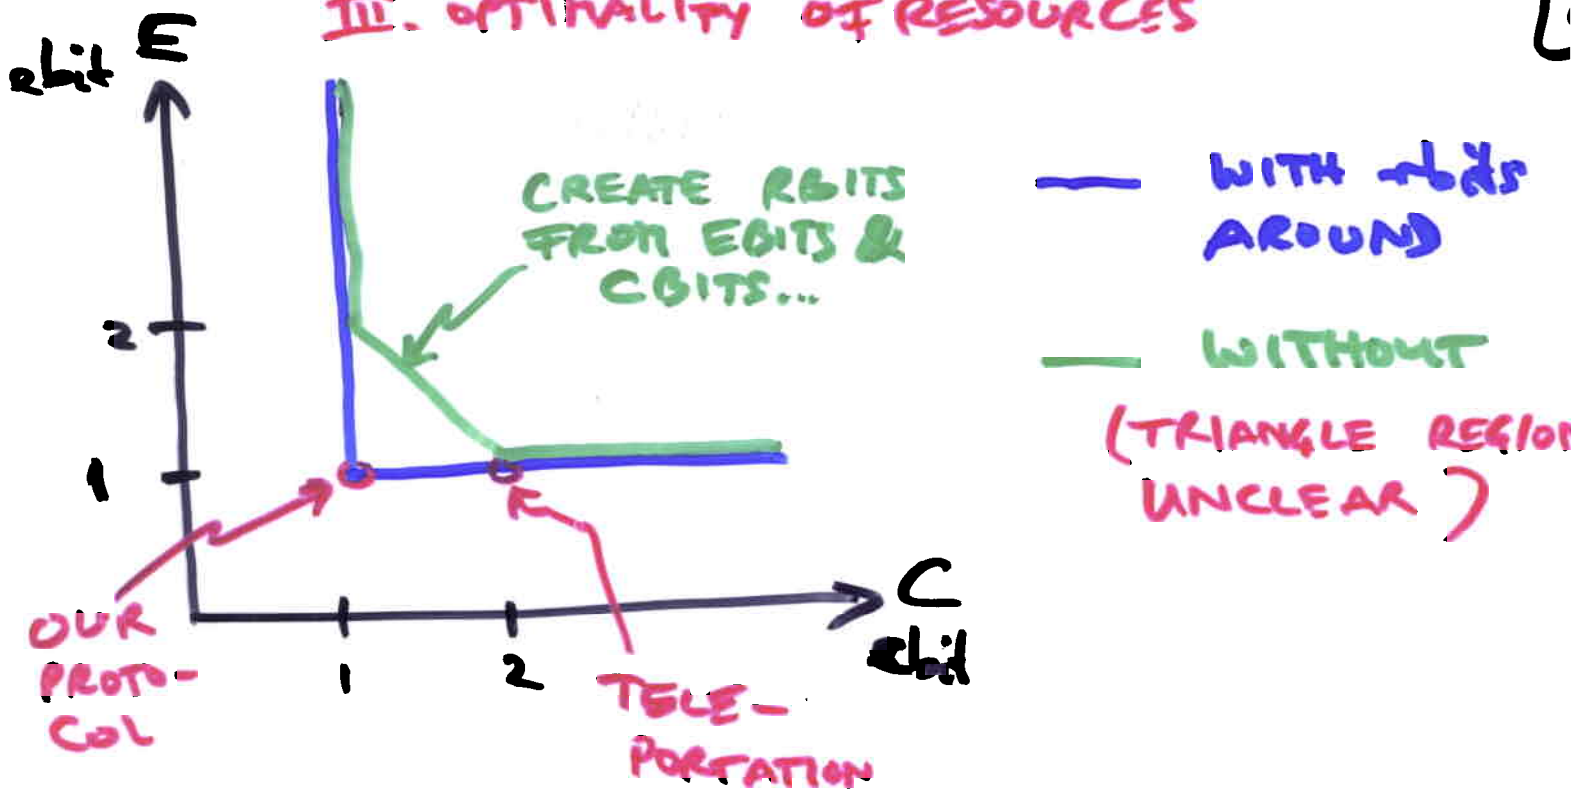 III. OPTIMALITY OF RESOURCES
E
ebit
2
1
1
2
C
cbit
CREATE RBITS
FROM EBITS &
CBITS...
OUR
PROTO-
COL
TELE-
PORTATION
WITH rbits
AROUND
WITHOUT
(TRIANGLE REGION
UNCLEAR)